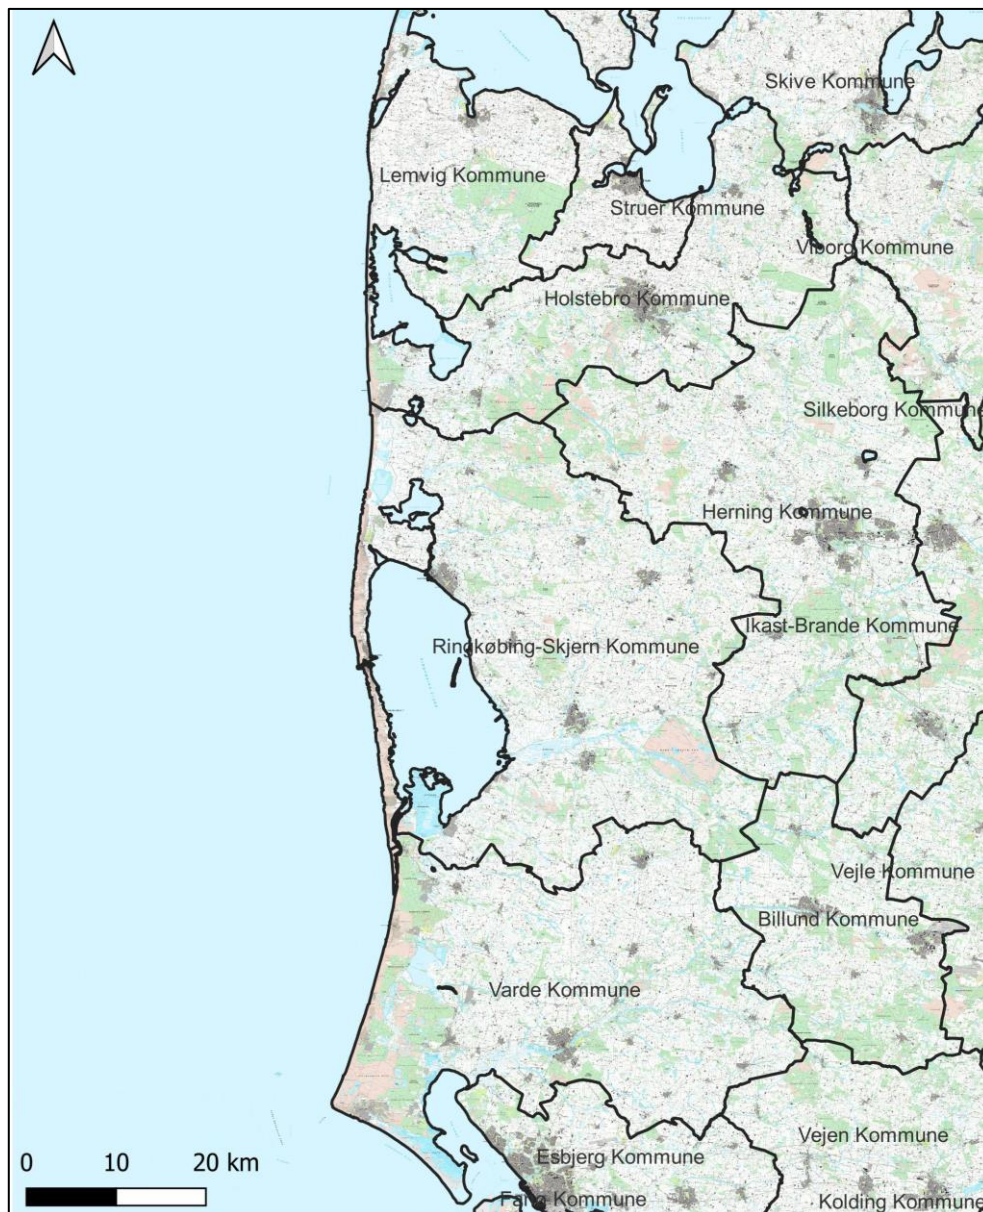 Skive Kommune
Lemvig Kommune
Struer Kommune
Viborg Kommune
Holstebro Kommune
Silkeborg Kommune
Herning Kommune
Ikast-Brande Kommune
Ringkøbing-Skjern Kommune
Vejle Kommune
Billund Kommune
Varde Kommune
Vejen Kommune
Esbjerg Kommune
Fanø Kommune
Kolding Kommune
0 10 20 km